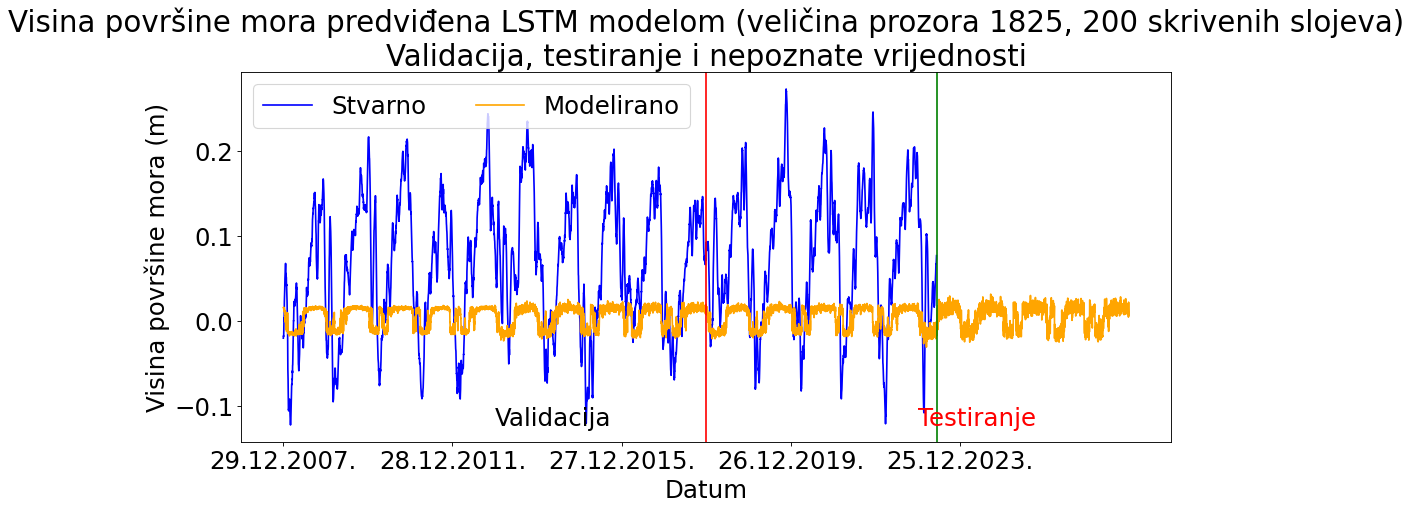 Visina površine mora predviđena LSTM modelom (veličina prozora 1825, 200 skrivenih slojeva)
Validacija, testiranje i nepoznate vrijednosti
Stvarno Modelirano
Visina površine mora (m)
0.2
0.1
0.0
−0.1
Validacija Testiranje
29.12.2007. 28.12.2011. 27.12.2015. 26.12.2019. 25.12.2023.
Datum